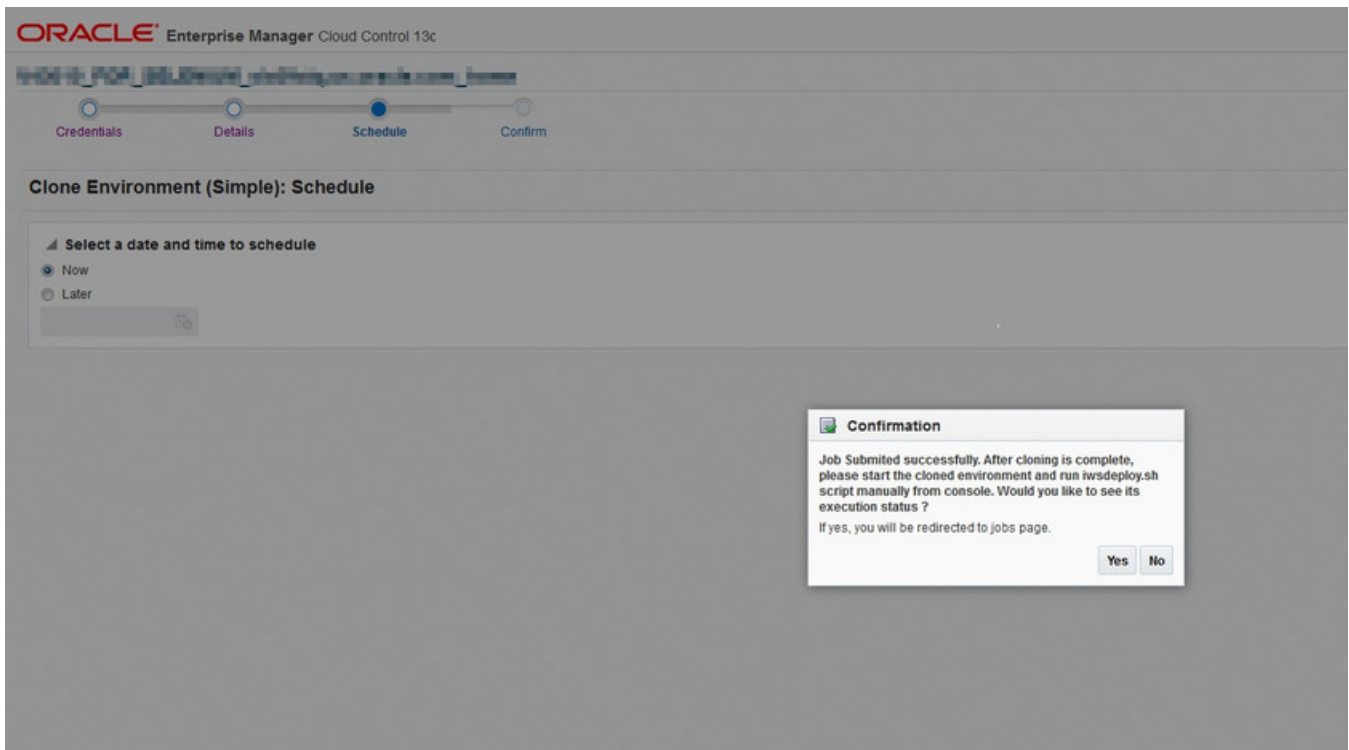 ORACLE® Enterprise Manager Cloud Control 13c
Credentials Details Schedule Confirm
Clone Environment (Simple): Schedule
Select a date and time to schedule
Now
Later
Confirmation
Job Submited successfully. After cloning is complete,
please start the cloned environment and run iwsdeploy.sh
script manually from console. Would you like to see its
execution status ?
If yes, you will be redirected to jobs page.
Yes No